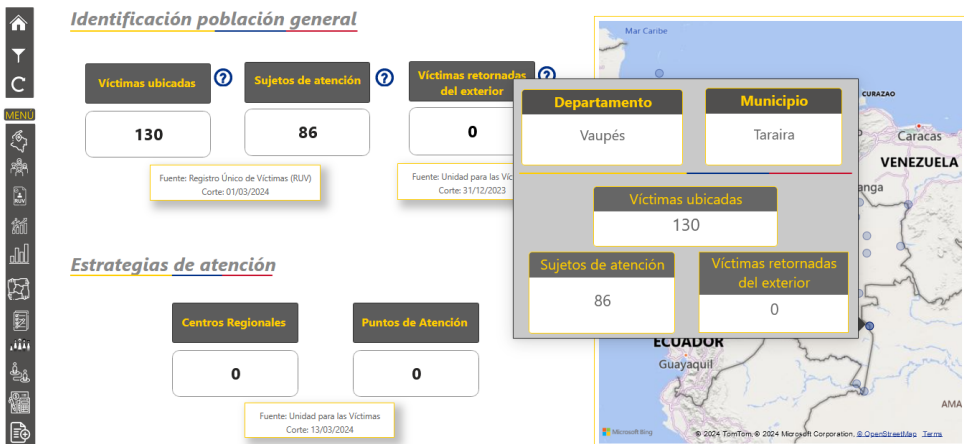 Identificación población general
Víctimas ubicadas
130
Sujetos de atención
86
Víctimas retornadas
del exterior
0
Fuente: Registro Único de Víctimas (RUV)
Corte: 01/03/2024
Fuente: Unidad para las Víc
Corte: 31/12/2023
MENÚ
RUV
Estrategias de atención
Centros Regionales
0
Puntos de Atención
0
Fuente: Unidad para las Víctimas
Corte: 13/03/2024
Departamento
Vaupés
Municipio
Taraira
Víctimas ubicadas
130
Sujetos de atención
86
Víctimas retornadas
del exterior
0
Mar Caribe
CURAZAO
Caracas
VENEZUELA
anga
ECUADOR
Guayaquil
AMA
Microsoft Bing
© 2024 TomTom, © 2024 Microsoft Corporation, © OpenStreetMap Terms